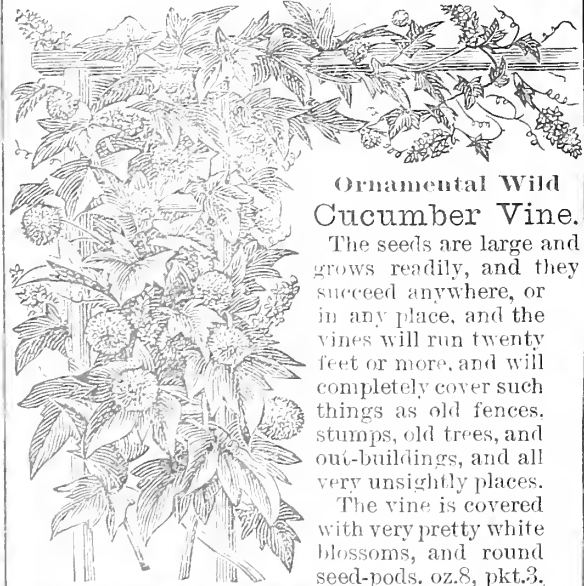 Ornamental Wild
Cucumber Vine.
The seeds are large and
grows readily, and they
succeed anywhere, or
in any place, and the
vines will run twenty
feet or more, and will
completely cover such
things as old fences,
stumps, old trees, and
out-buildings, and all
very unsightly places.
The vine is covered
with very pretty white
blossoms, and round
seed-pods. oz.8, pkt.3.